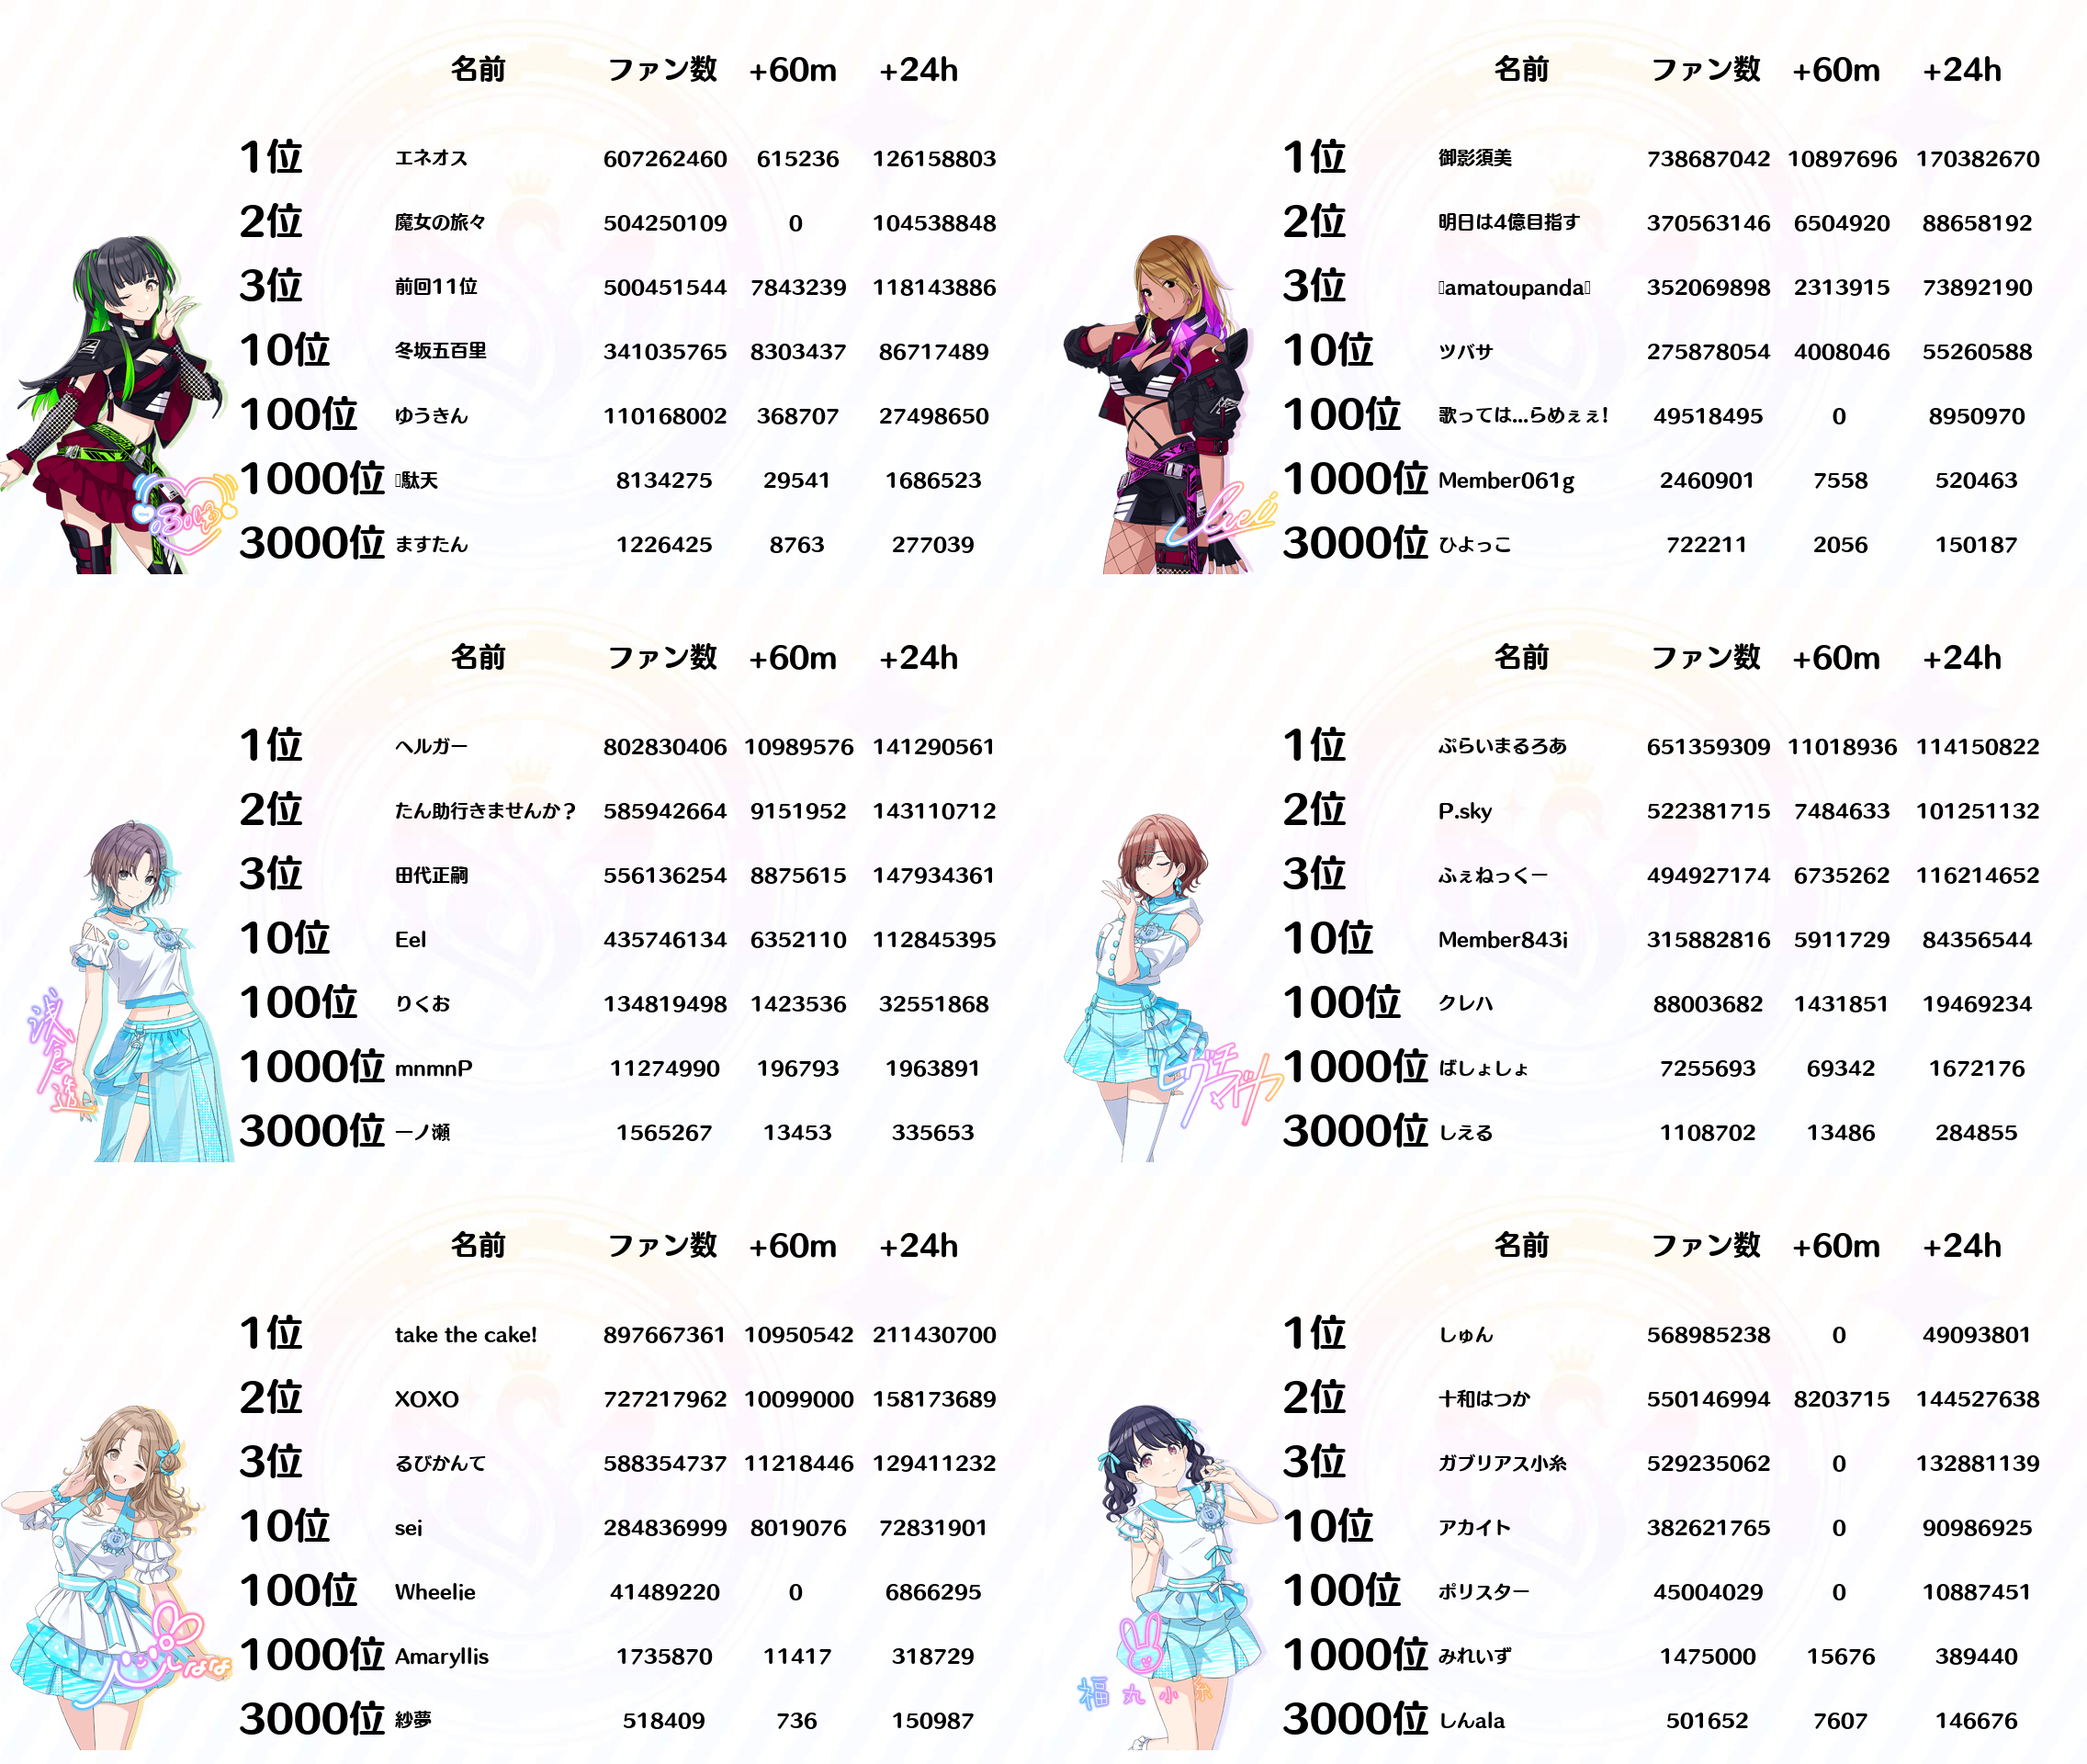 名前 ファン数 +60m +24h
1位 エネオス 607262460 615236 126158803
2位 魔女の旅々 504250109 0 104538848
3位 前回11位 500451544 7843239 118143886
10位 冬坂五百里 341035765 8303437 86717489
100位 ゆうきん 110168002 368707 27498650
1000位 駄天 8134275 29541 1686523
3000位 ますたん 1226425 8763 277039
名前 ファン数 +60m +24h
1位 御影須美 738687042 10897696 170382670
2位 明日は4億目指す 370563146 6504920 88658192
3位 amatoupanda 352069898 2313915 73892190
10位 ツバサ 275878054 4008046 55260588
100位 歌っては...らめぇぇ! 49518495 0 8950970
1000位 Member061g 2460901 7558 520463
3000位 ひよっこ 722211 2056 150187
名前 ファン数 +60m +24h
1位 ヘルガー 802830406 10989576 141290561
2位 たん助行きませんか？ 585942664 9151952 143110712
3位 田代正嗣 556136254 8875615 147934361
10位 Eel 435746134 6352110 112845395
100位 りくお 134819498 1423536 32551868
1000位 mnmnP 11274990 196793 1963891
3000位 一ノ瀬 1565267 13453 335653
浅倉透
名前 ファン数 +60m +24h
1位 ぷらいまるろあ 651359309 11018936 114150822
2位 P.sky 522381715 7484633 101251132
3位 ふぇねっくー 494927174 6735262 116214652
10位 Member843i 315882816 5911729 84356544
100位 クレハ 88003682 1431851 19469234
1000位 ばしょしょ 7255693 69342 1672176
3000位 しえる 1108702 13486 284855
ヒグチマドカ
名前 ファン数 +60m +24h
1位 take the cake! 897667361 10950542 211430700
2位 XOXO 727217962 10099000 158173689
3位 るびかんて 588354737 11218446 129411232
10位 sei 284836999 8019076 72831901
100位 Wheelie 41489220 0 6866295
1000位 Amaryllis 1735870 11417 318729
3000位 紗夢 518409 736 150987
名前 ファン数 +60m +24h
1位 しゅん 568985238 0 49093801
2位 十和はつか 550146994 8203715 144527638
3位 ガブリアス小糸 529235062 0 132881139
10位 アカイト 382621765 0 90986925
100位 ポリスター 45004029 0 10887451
1000位 みれいず 1475000 15676 389440
3000位 しんala 501652 7607 146676
福丸小糸